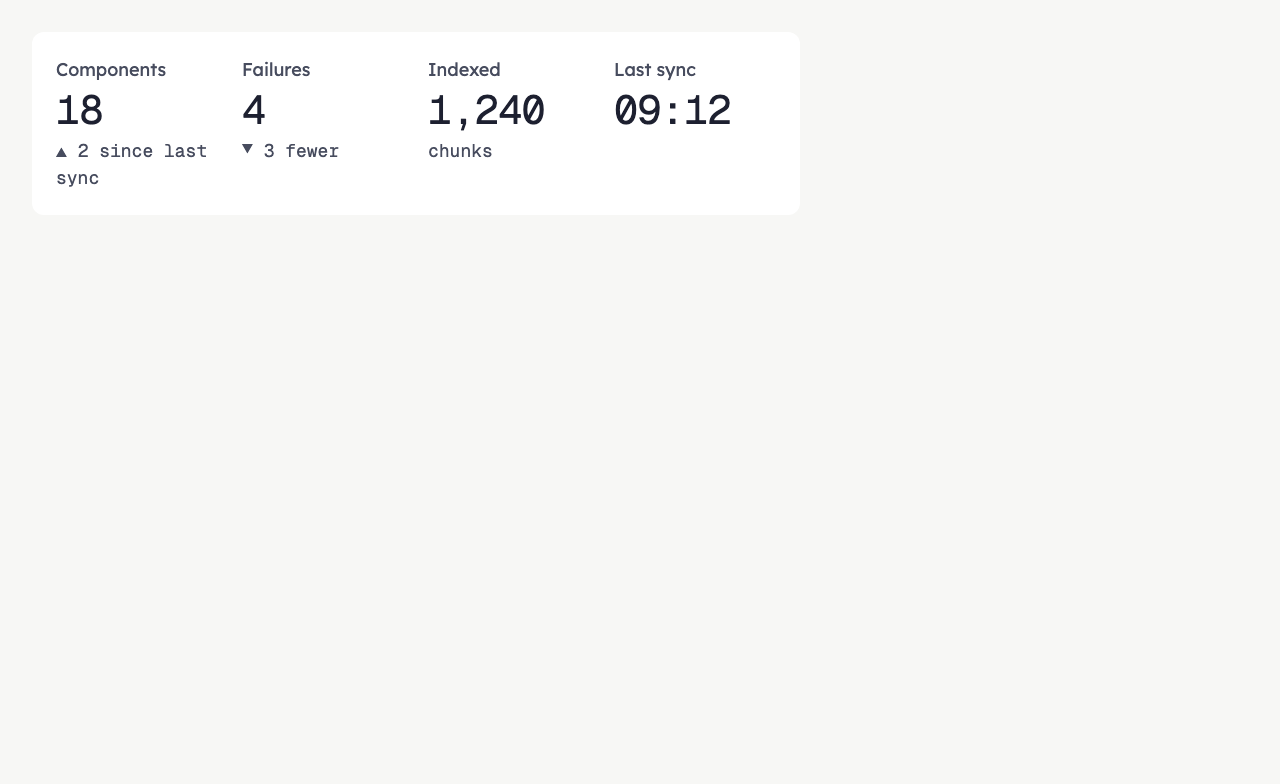 Components
18
▲ 2 since last
sync
Failures
4
▼ 3 fewer
Indexed
1,240
chunks
Last sync
09:12